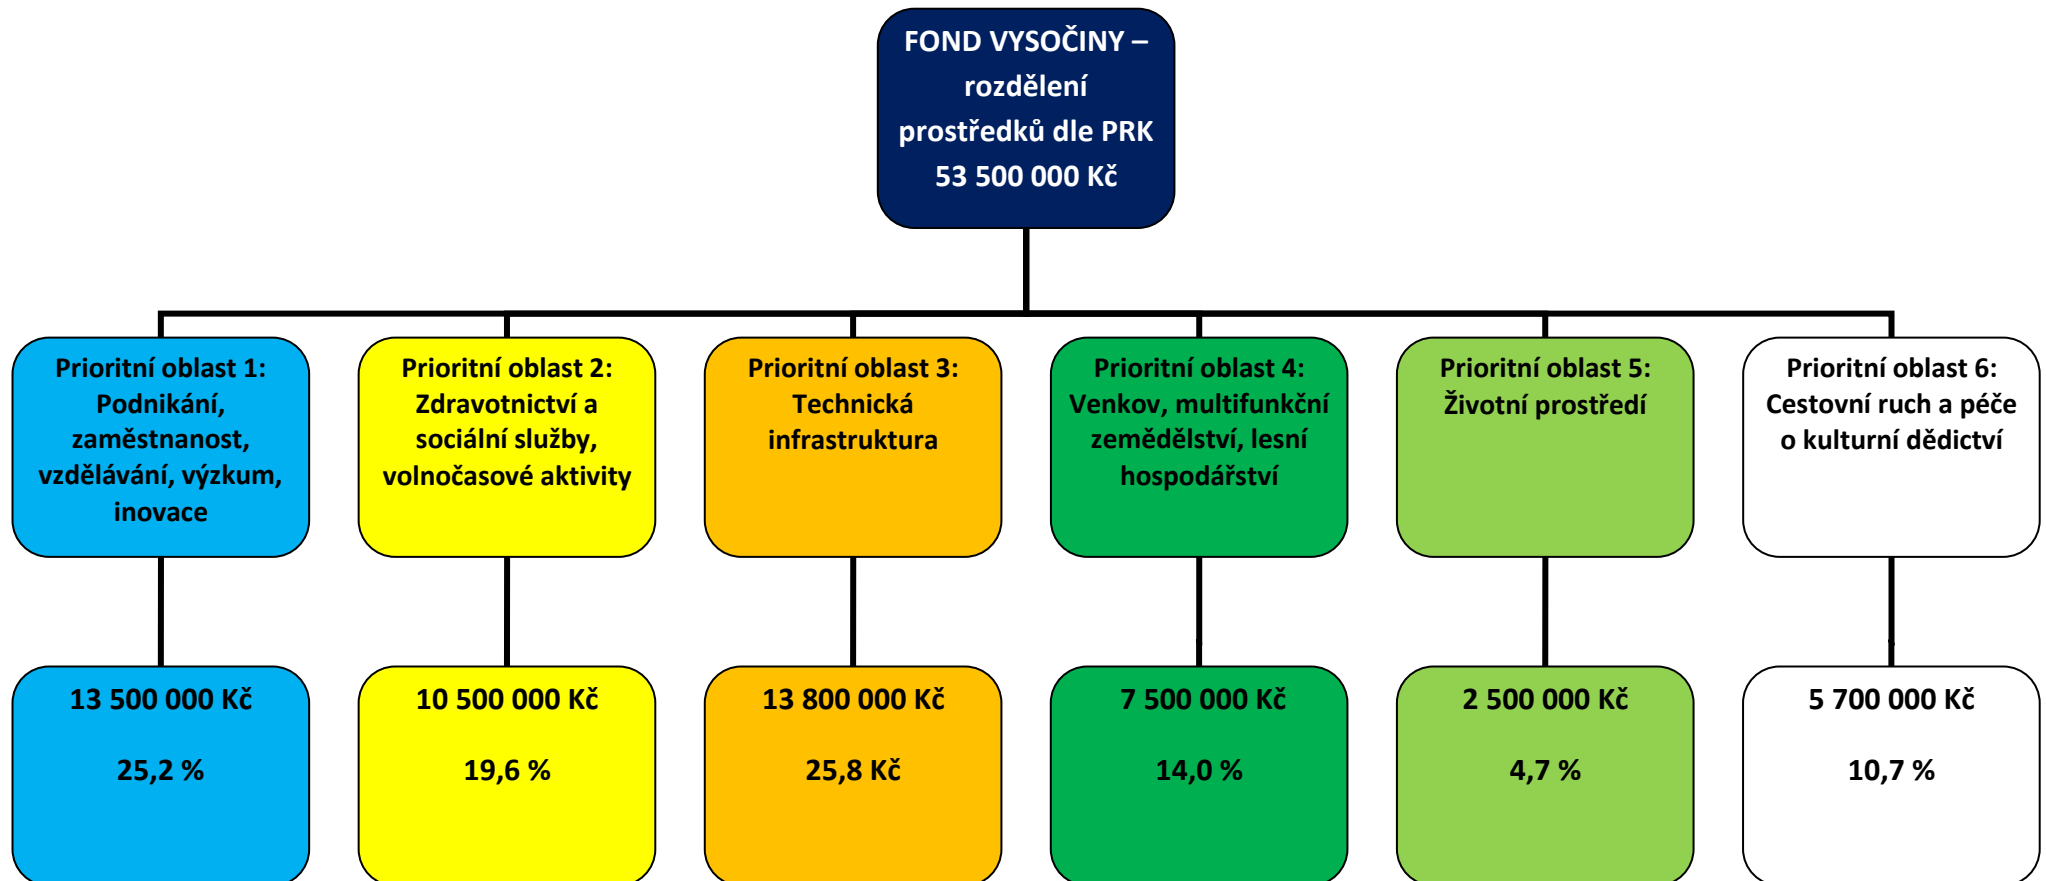 FOND VYSOČINY –
rozdělení
prostředků dle PRK
53 500 000 Kč
Prioritní oblast 1:
Podnikání,
zaměstnanost,
vzdělávání, výzkum,
inovace
Prioritní oblast 2:
Zdravotnictví a
sociální služby,
volnočasové aktivity
Prioritní oblast 3:
Technická
infrastruktura
Prioritní oblast 4:
Venkov, multifunkční
zemědělství, lesní
hospodářství
Prioritní oblast 5:
Životní prostředí
Prioritní oblast 6:
Cestovní ruch a péče
o kulturní dědictví
13 500 000 Kč
25,2 %
10 500 000 Kč
19,6 %
13 800 000 Kč
25,8 Kč
7 500 000 Kč
14,0 %
2 500 000 Kč
4,7 %
5 700 000 Kč
10,7 %